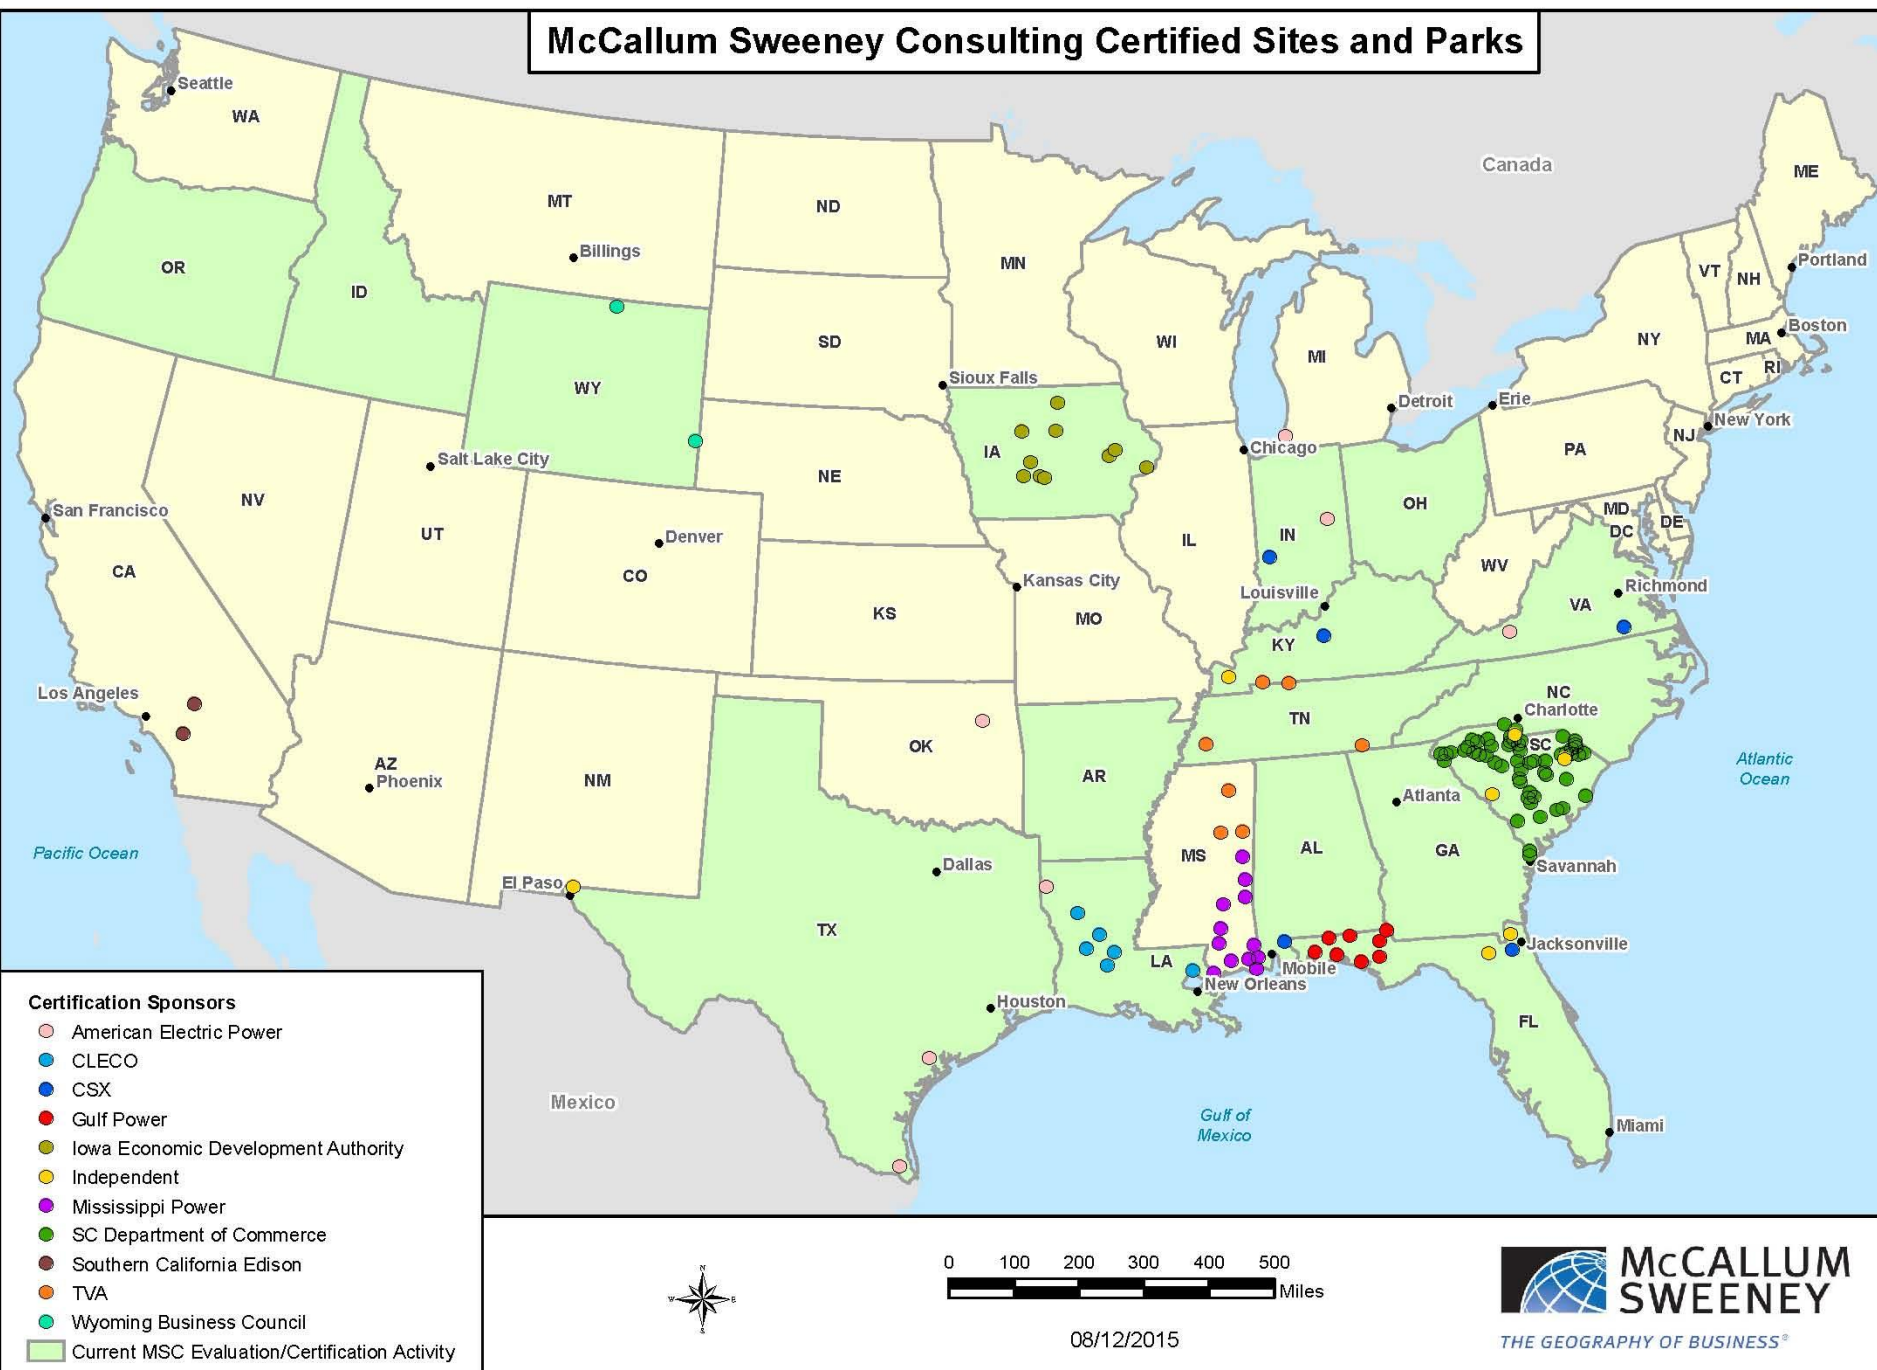 McCallum Sweeney Consulting Certified Sites and Parks
Seattle
WA
Canada
ME
MT
ND
OR
Billings
MN
Portland
VT
NH
ID
Boston
SD
WI
NY
MA
MI
RI
CT
WY
Sioux Falls
Detroit
Erie
New York
NJ
Salt Lake City
IA
Chicago
PA
NE
San Francisco
NV
OH
MD
DE
DC
UT
Denver
IL
IN
CA
CO
Kansas City
WV
Louisville
Richmond
VA
KS
MO
KY
Los Angeles
NC
Charlotte
TN
OK
SC
AZ
Phoenix
NM
AR
Atlantic
Ocean
Atlanta
Pacific Ocean
MS
AL
GA
Dallas
Savannah
El Paso
TX
Jacksonville
LA
Mobile
New Orleans
Houston
FL
Mexico
Gulf of
Mexico
Miami
Certification Sponsors
American Electric Power
CLECO
CSX
Gulf Power
Iowa Economic Development Authority
Independent
Mississippi Power
SC Department of Commerce
Southern California Edison
TVA
Wyoming Business Council
Current MSC Evaluation/Certification Activity
N
W E
S
0 100 200 300 400 500
Miles
08/12/2015
McCALLUM
SWEENEY
THE GEOGRAPHY OF BUSINESS®